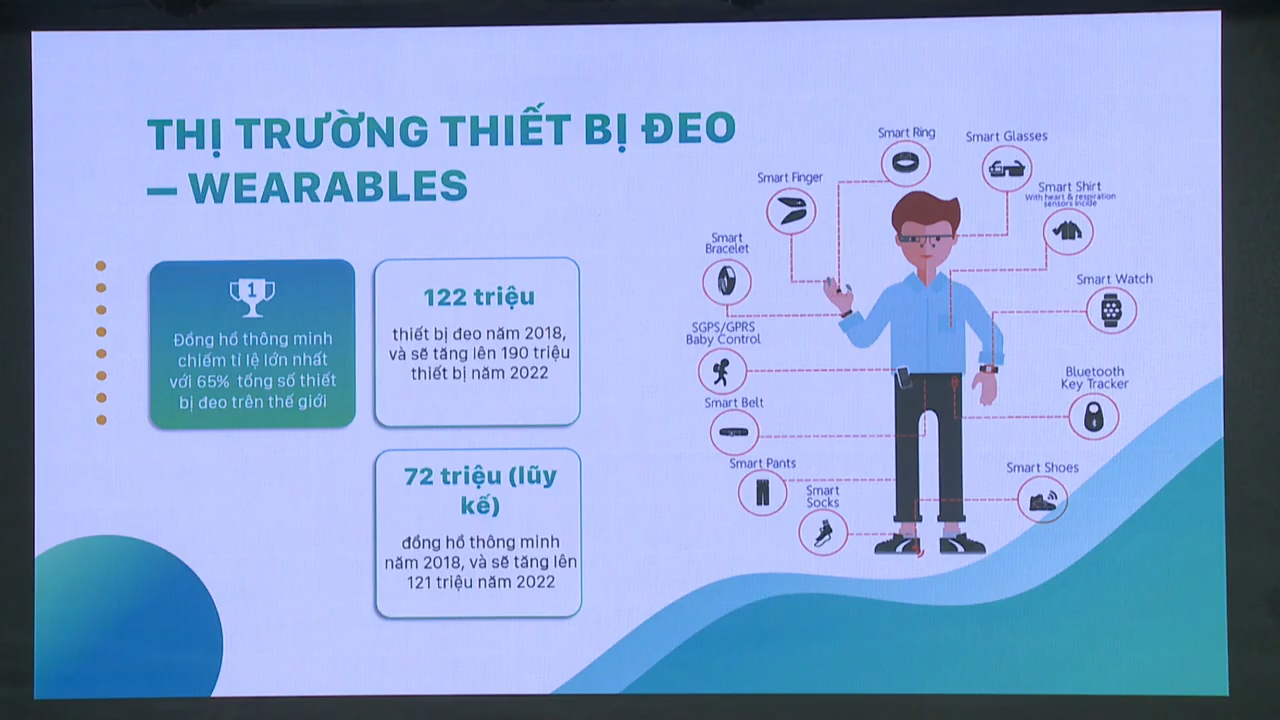 THỊ TRƯỜNG THIẾT BỊ ĐEO
– WEARABLES
1
Đồng hồ thông minh
chiếm tỉ lệ lớn nhất
với 65% tổng số thiết
bị đeo trên thế giới
122 triệu
thiết bị đeo năm 2018,
và sẽ tăng lên 190 triệu
thiết bị năm 2022
72 triệu (lũy
kế)
đồng hồ thông minh
năm 2018, và sẽ tăng lên
121 triệu năm 2022
Smart Ring
Smart Glasses
Smart Finger
Smart Shirt
With heart & respiration
sensors incide
Smart
Bracelet
Smart Watch
SGPS/GPRS
Baby Control
Bluetooth
Key Tracker
Smart Belt
Smart Pants
Smart Shoes
Smart
Socks